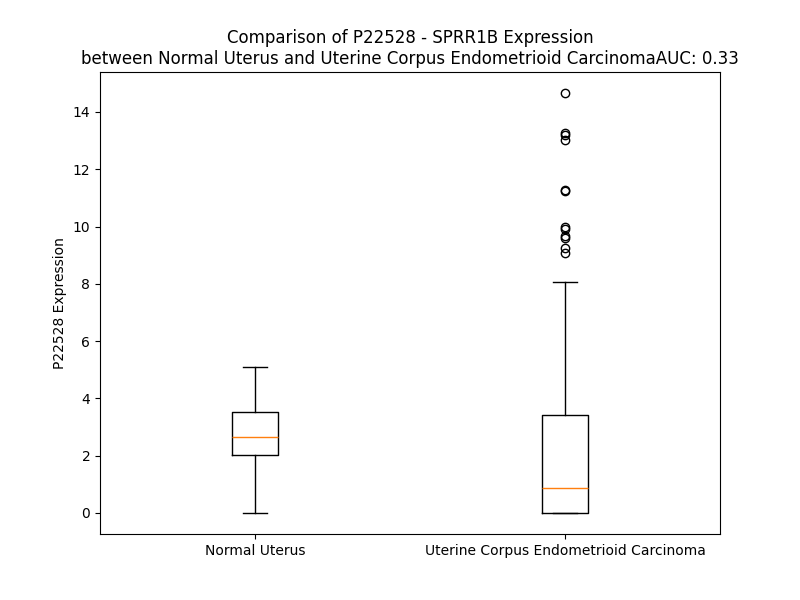 Comparison of P22528 - SPRR1B Expression
between Normal Uterus and Uterine Corpus Endometrioid CarcinomaAUC: 0.33
14
12
10
8
6
4
2
0
P22528 Expression
Normal Uterus
Uterine Corpus Endometrioid Carcinoma